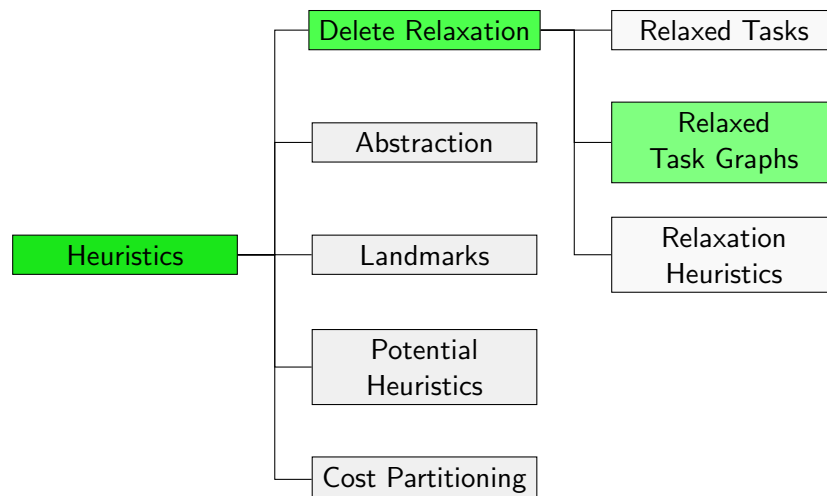 Heuristics
Delete Relaxation
Abstraction
Landmarks
Potential
Heuristics
Cost Partitioning
Relaxed Tasks
Relaxed
Task Graphs
Relaxation
Heuristics